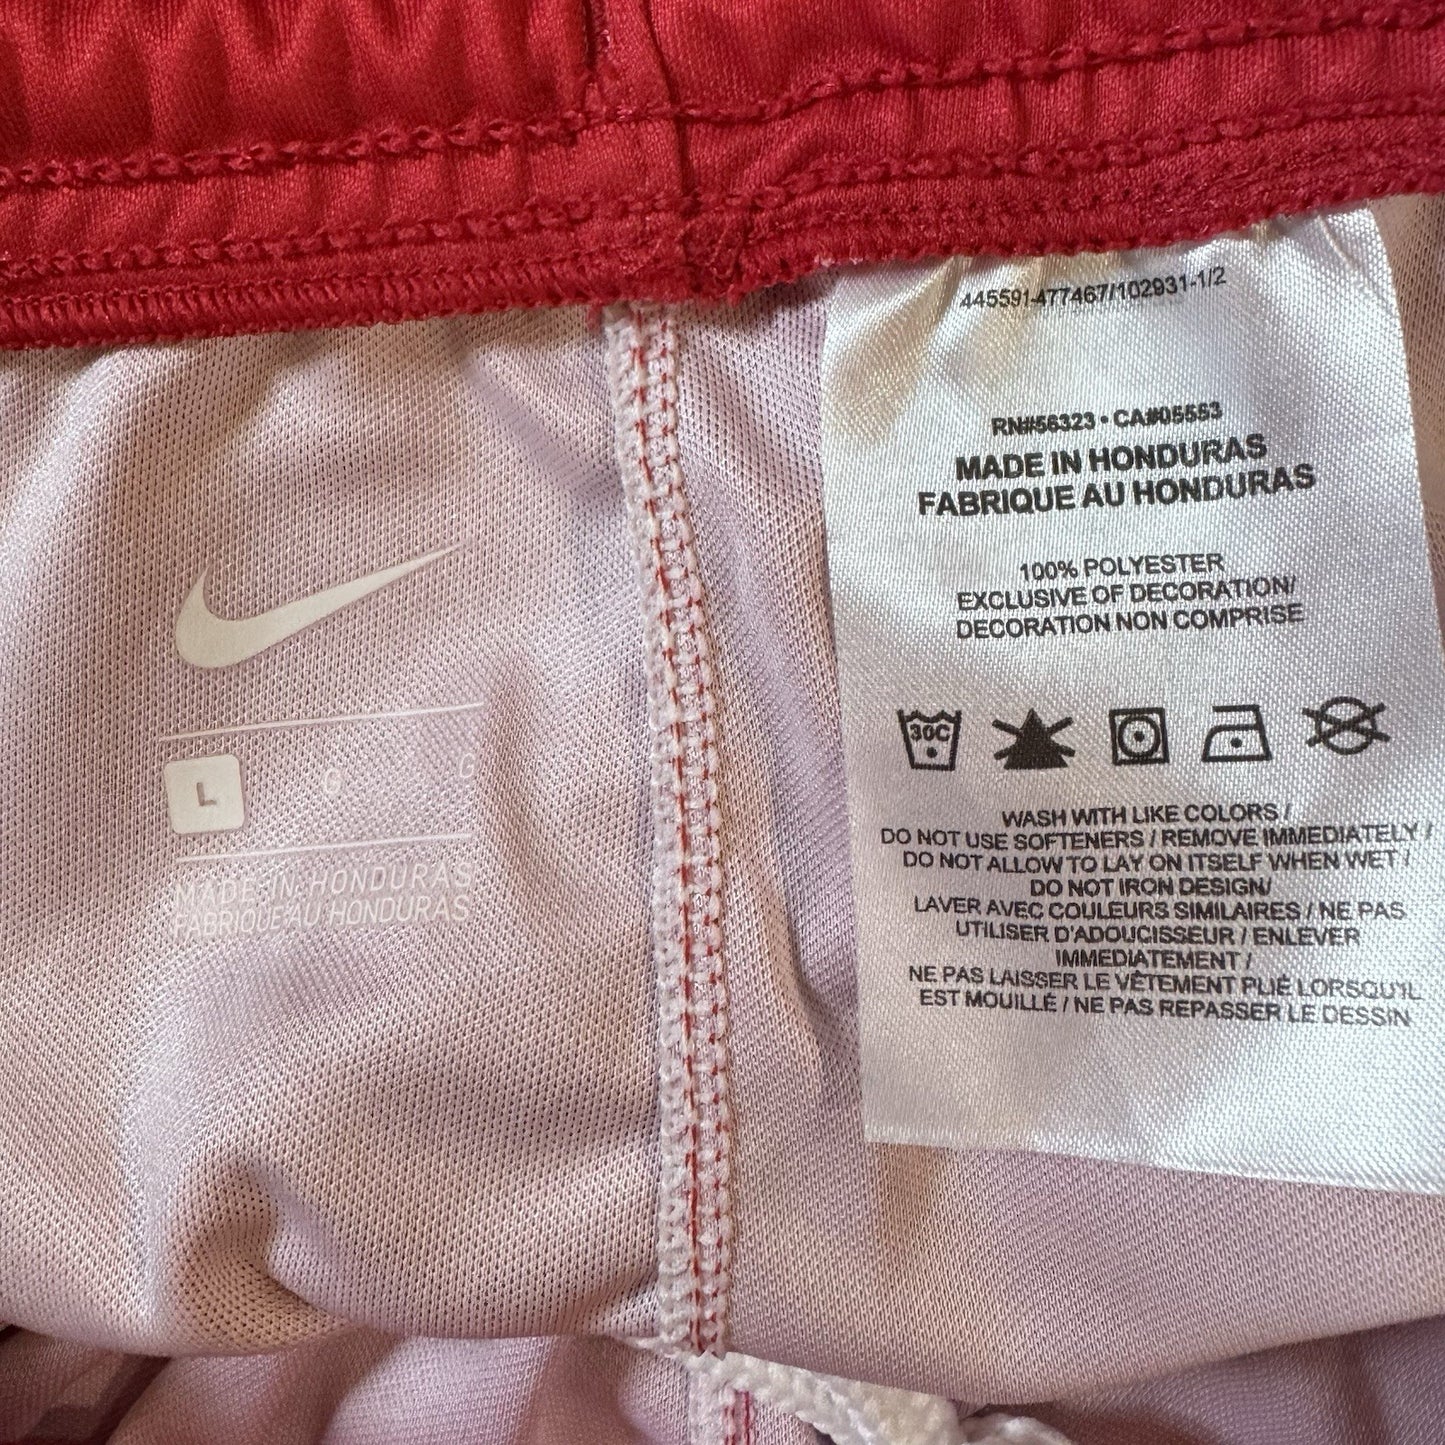 L G G
MADE IN HONDURAS
FABRIQUE AU HONDURAS
445591-477467/102931-1/2
RN#56323 • CA#05553
MADE IN HONDURAS
FABRIQUE AU HONDURAS
100% POLYESTER
EXCLUSIVE OF DECORATION/
DECORATION NON COMPRISE
30C
WASH WITH LIKE COLORS /
DO NOT USE SOFTENERS / REMOVE IMMEDIATELY /
DO NOT ALLOW TO LAY ON ITSELF WHEN WET /
DO NOT IRON DESIGN/
LAVER AVEC COULEURS SIMILAIRES / NE PAS
UTILISER D'ADOUCISSEUR / ENLEVER
IMMEDIATEMENT /
NE PAS LAISSER LE VÊTEMENT PLIÉ LORSQU'IL
EST MOUILLÉ / NE PAS REPASSER LE DESSIN